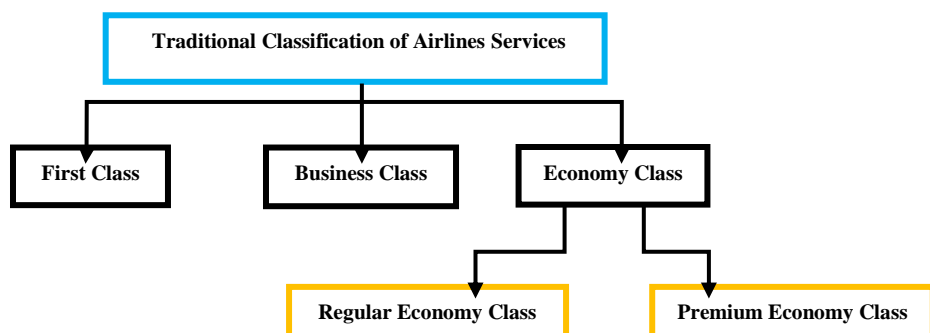 Traditional Classification of Airlines Services
First Class
Business Class
Economy Class
Regular Economy Class
Premium Economy Class